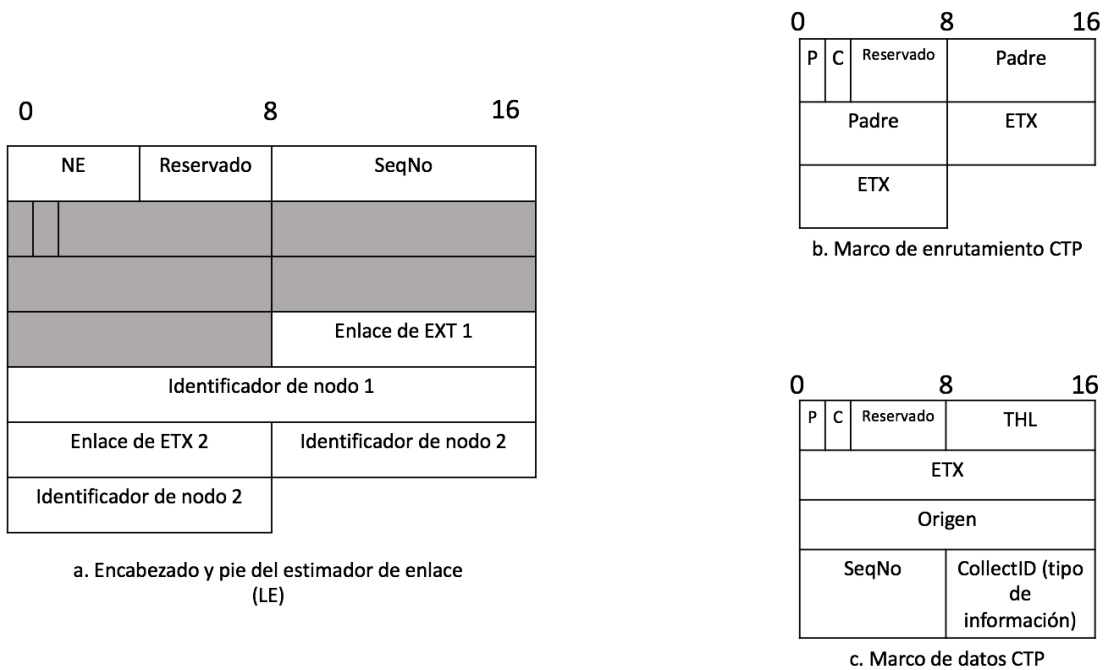 0 8 16
NE Reservado SeqNo
Enlace de EXT 1
Identificador de nodo 1
Enlace de ETX 2 Identificador de nodo 2
Identificador de nodo 2
a. Encabezado y pie del estimador de enlace
(LE)
0 8 16
P C Reservado Padre
Padre ETX
ETX
b. Marco de enrutamiento CTP
0 8 16
P C Reservado THL
ETX
Origen
SeqNo CollectID (tipo
de
información)
c. Marco de datos CTP